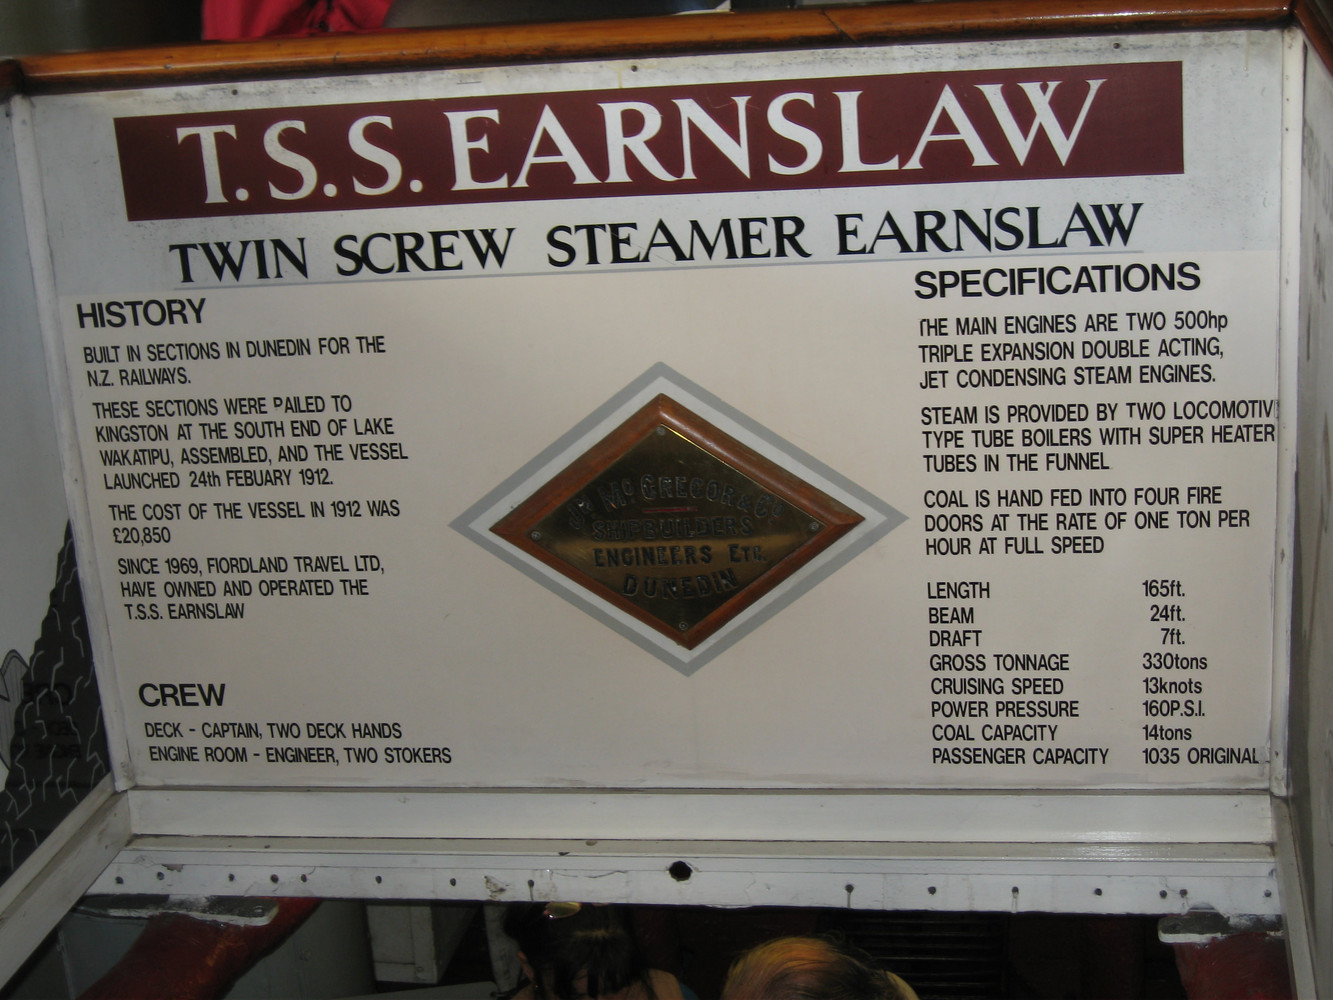 T.S.S. EARNSLAW
TWIN SCREW STEAMER EARNSLAW
HISTORY
BUILT IN SECTIONS IN DUNEDIN FOR THE
N.Z. RAILWAYS.
THESE SECTIONS WERE RAILED TO
KINGSTON AT THE SOUTH END OF LAKE
WAKATIPU, ASSEMBLED, AND THE VESSEL
LAUNCHED 24th FEBUARY 1912.
THE COST OF THE VESSEL IN 1912 WAS
£20,850
SINCE 1969, FIORDLAND TRAVEL LTD,
HAVE OWNED AND OPERATED THE
T.S.S. EARNSLAW
CREW
DECK - CAPTAIN, TWO DECK HANDS
ENGINE ROOM - ENGINEER, TWO STOKERS
Jn McGREGOR & Co
SHIPBUILDERS
ENGINEERS ETC.
DUNEDIN
SPECIFICATIONS
THE MAIN ENGINES ARE TWO 500hp
TRIPLE EXPANSION DOUBLE ACTING,
JET CONDENSING STEAM ENGINES.
STEAM IS PROVIDED BY TWO LOCOMOTIVE
TYPE TUBE BOILERS WITH SUPER HEATER
TUBES IN THE FUNNEL
COAL IS HAND FED INTO FOUR FIRE
DOORS AT THE RATE OF ONE TON PER
HOUR AT FULL SPEED
LENGTH 165ft.
BEAM 24ft.
DRAFT 7ft.
GROSS TONNAGE 330tons
CRUISING SPEED 13knots
POWER PRESSURE 160P.S.I.
COAL CAPACITY 14tons
PASSENGER CAPACITY 1035 ORIGINAL